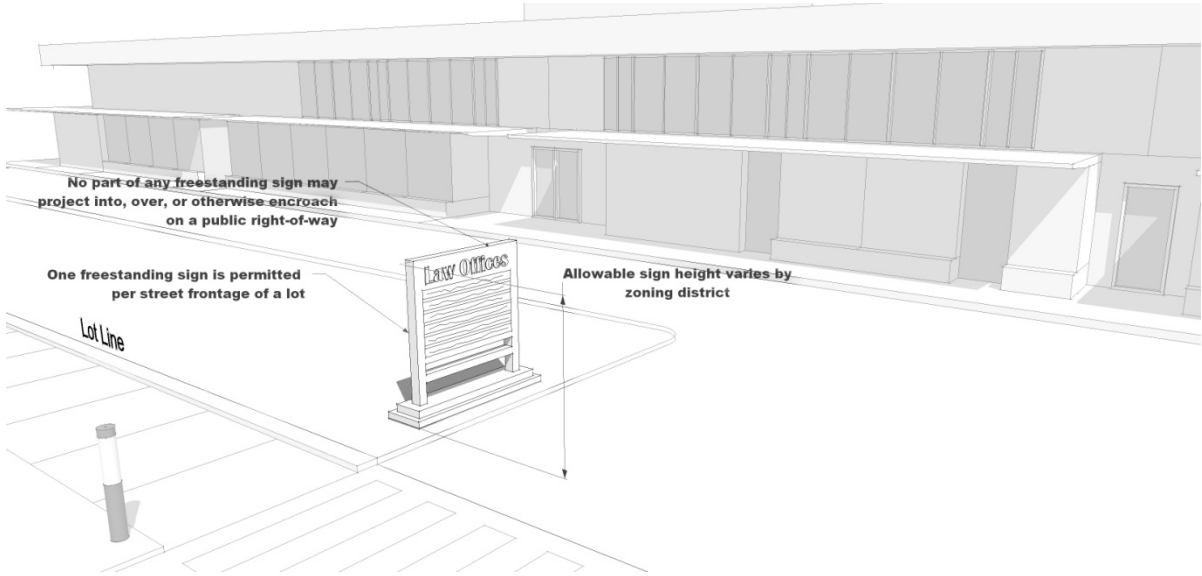 No part of any freestanding sign may
project into, over, or otherwise encroach
on a public right-of-way
Law Offices
One freestanding sign is permitted
per street frontage of a lot
Allowable sign height varies by
zoning district
Lot Line